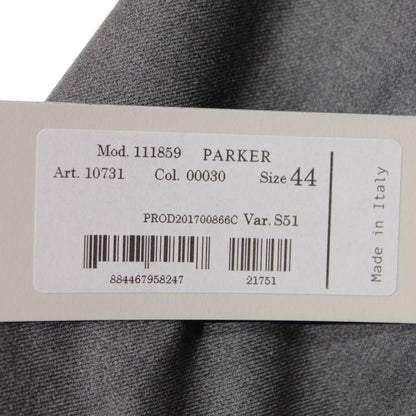 Mod. 111859 PARKER
Art. 10731 Col. 00030 Size 44
PROD201700866C Var. S51
884467958247 21751
Made in Italy